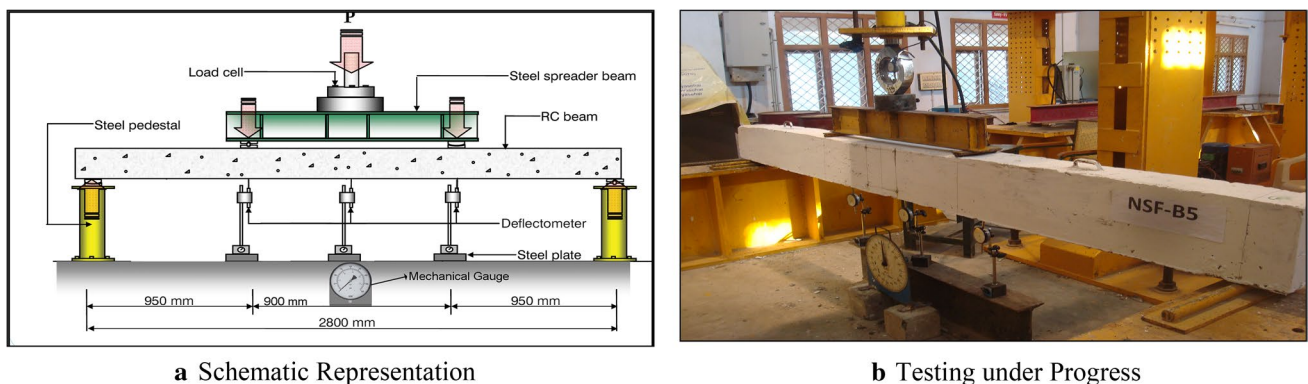 P
Load cell
Steel spreader beam
Steel pedestal
RC beam
Deflectometer
Steel plate
Mechanical Gauge
950 mm
900 mm
950 mm
2800 mm
NSF-B5
a Schematic Representation
b Testing under Progress